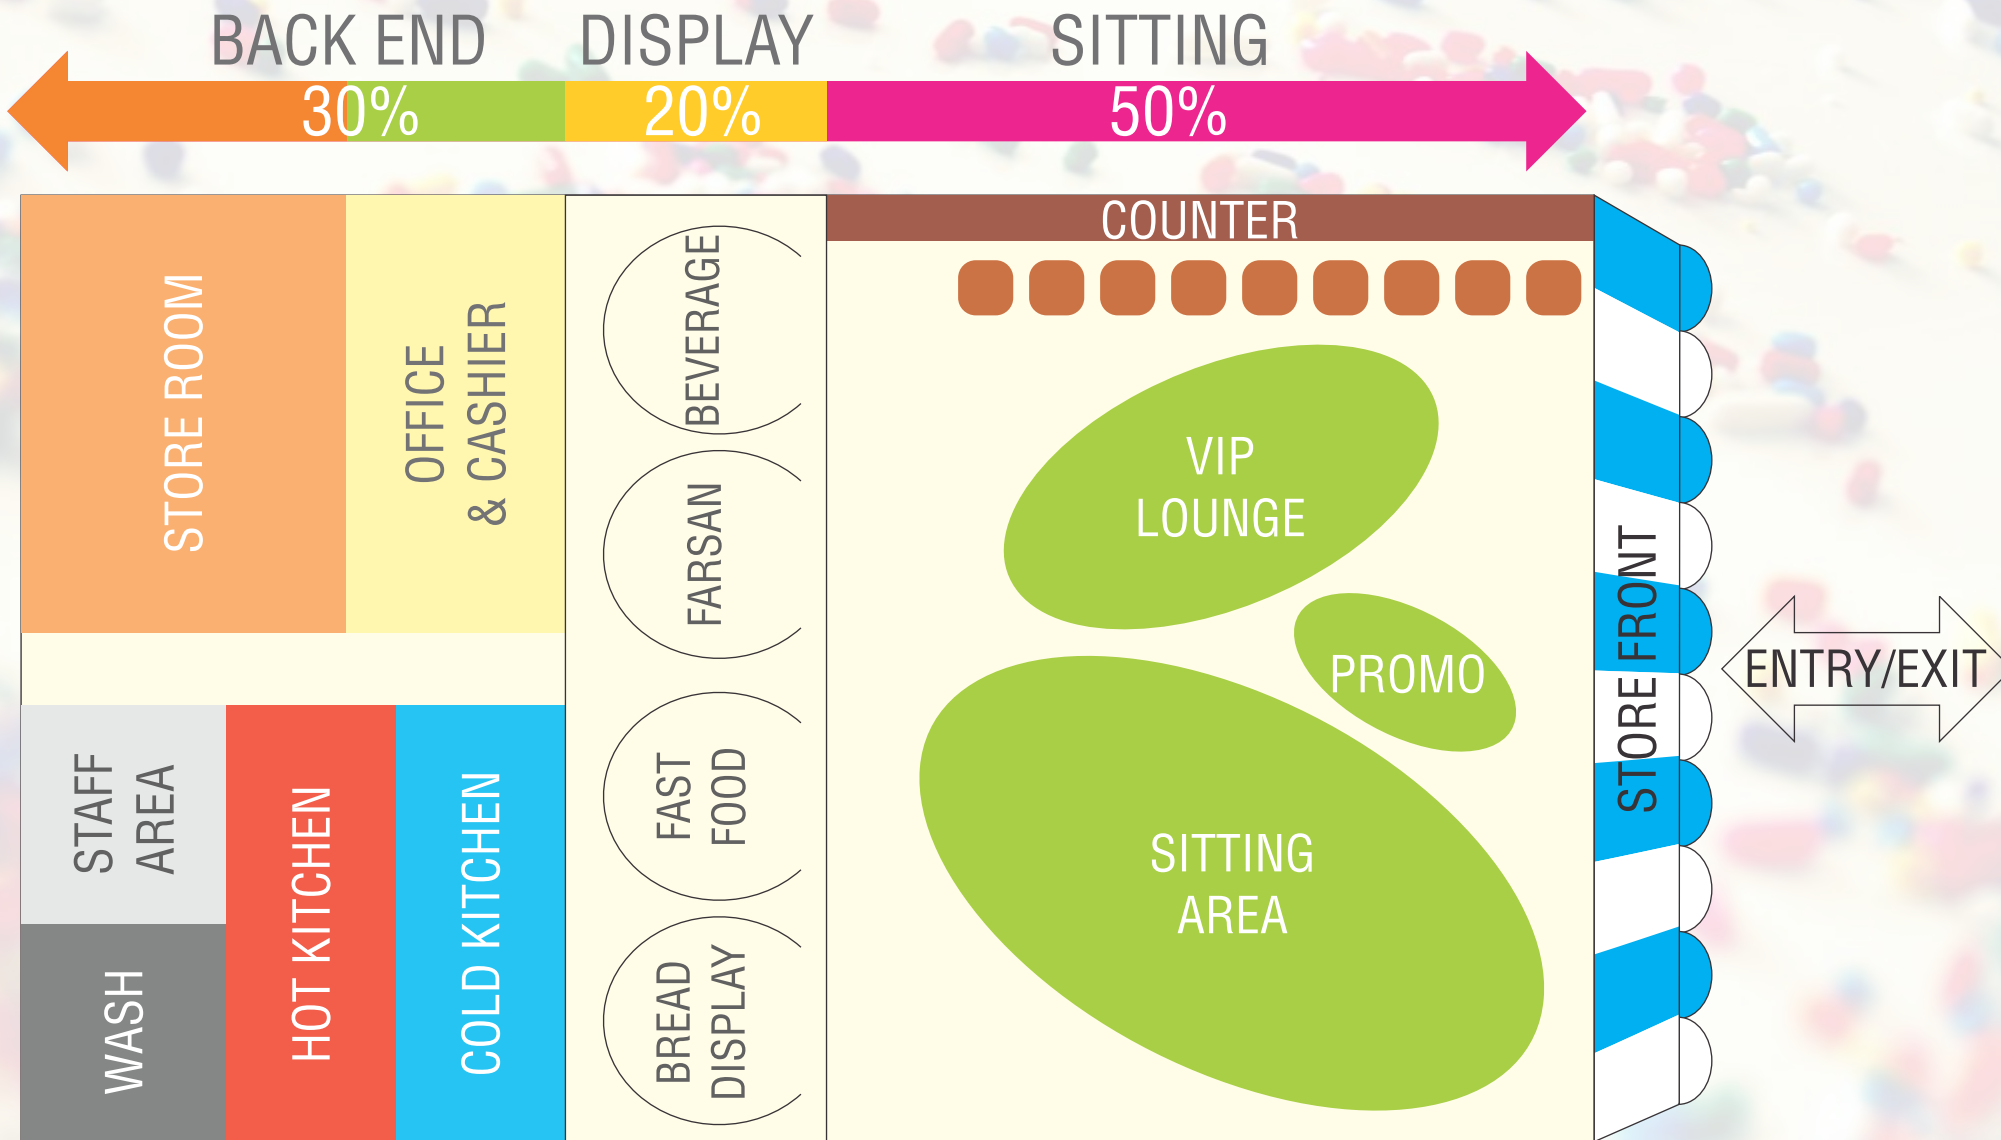 BACK END
DISPLAY
SITTING
30%
20%
50%
COUNTER
STORE ROOM
OFFICE
& CASHIER
BEVERAGE
FARSAN
VIP
LOUNGE
PROMO
STORE FRONT
ENTRY/EXIT
STAFF
AREA
WASH
HOT KITCHEN
COLD KITCHEN
FAST
FOOD
BREAD
DISPLAY
SITTING
AREA